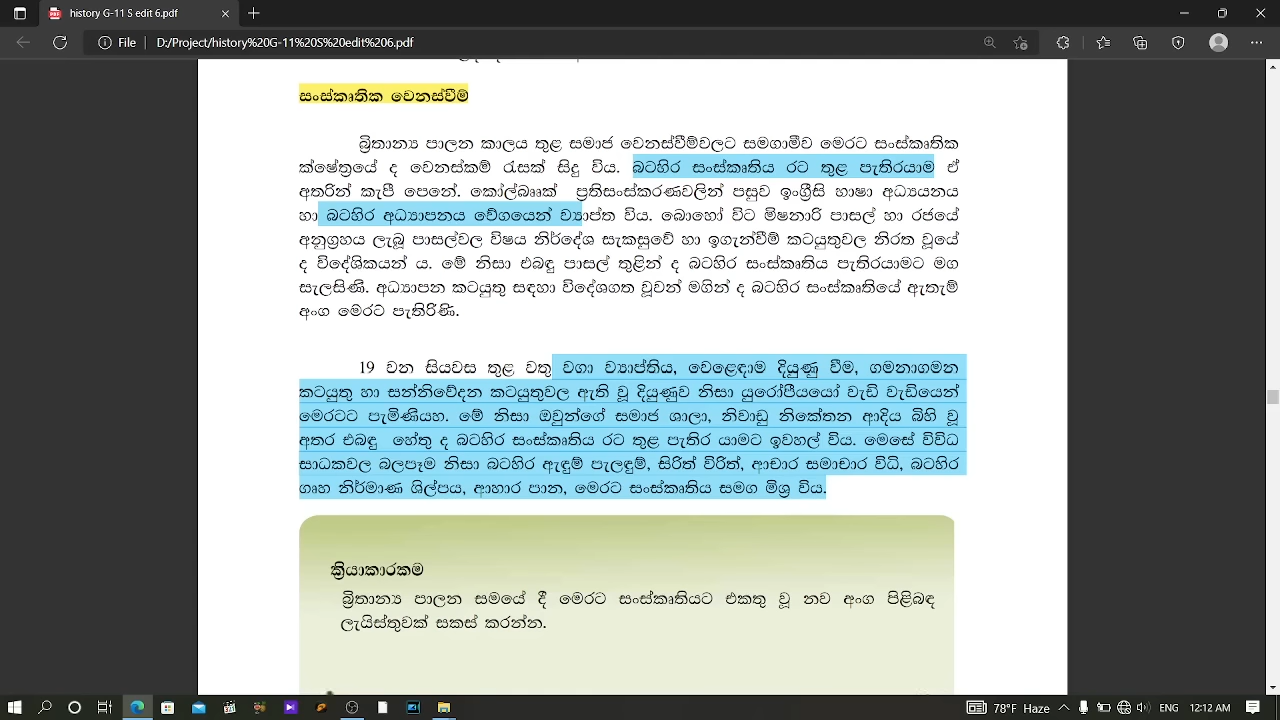 history G-11 S edit 6.pdf
File D:/Project/history%20G-11%20S%20edit%206.pdf
සංස්කෘතික වෙනස්වීම්
බ්‍රිතාන්‍ය පාලන කාලය තුළ සමාජ වෙනස්වීම්වලට සමගාමීව මෙරට සංස්කෘතික
ක්ෂේත්‍රයේ ද වෙනස්කම් රැසක් සිදු විය. බටහිර සංස්කෘතිය රට තුළ පැතිරයාම ඒ
අතරින් කැපී පෙනේ. කෝල්බෲක් ප්‍රතිසංස්කරණවලින් පසුව ඉංග්‍රීසි භාෂා අධ්‍යයනය
හා බටහිර අධ්‍යාපනය වේගයෙන් ව්‍යාප්ත විය. බොහෝ විට මිෂනාරි පාසල් හා රජයේ
අනුග්‍රහය ලැබූ පාසල්වල විෂය නිර්දේශ සැකසුවේ හා ඉගැන්වීම් කටයුතුවල නිරත වූයේ
ද විදේශිකයන් ය. මේ නිසා එබඳු පාසල් තුළින් ද බටහිර සංස්කෘතිය පැතිරයාමට මග
සැලසිණි. අධ්‍යාපන කටයුතු සඳහා විදේශගත වූවන් මගින් ද බටහිර සංස්කෘතියේ ඇතැම්
අංග මෙරට පැතිරිණි.
19 වන සියවස තුළ වතු වගා ව්‍යාප්තිය, වෙළෙඳාම දියුණු වීම, ගමනාගමන
කටයුතු හා සන්නිවේදන කටයුතුවල ඇති වූ දියුණුව නිසා යුරෝපීයයෝ වැඩි වැඩියෙන්
මෙරටට පැමිණියහ. මේ නිසා ඔවුන්ගේ සමාජ ශාලා, නිවාඩු නිකේතන ආදිය බිහි වූ
අතර එබඳු හේතු ද බටහිර සංස්කෘතිය රට තුළ පැතිර යාමට ඉවහල් විය. මෙසේ විවිධ
සාධකවල බලපෑම නිසා බටහිර ඇඳුම් පැලඳුම්, සිරිත් විරිත්, ආචාර සමාචාර විධි, බටහිර
ගෘහ නිර්මාණ ශිල්පය, ආහාර පාන, මෙරට සංස්කෘතිය සමග මිශ්‍ර විය.
ක්‍රියාකාරකම
බ්‍රිතාන්‍ය පාලන සමයේ දී මෙරට සංස්කෘතියට එකතු වූ නව අංග පිළිබඳ
ලැයිස්තුවක් සකස් කරන්න.
78°F Haze ENG 12:12 AM